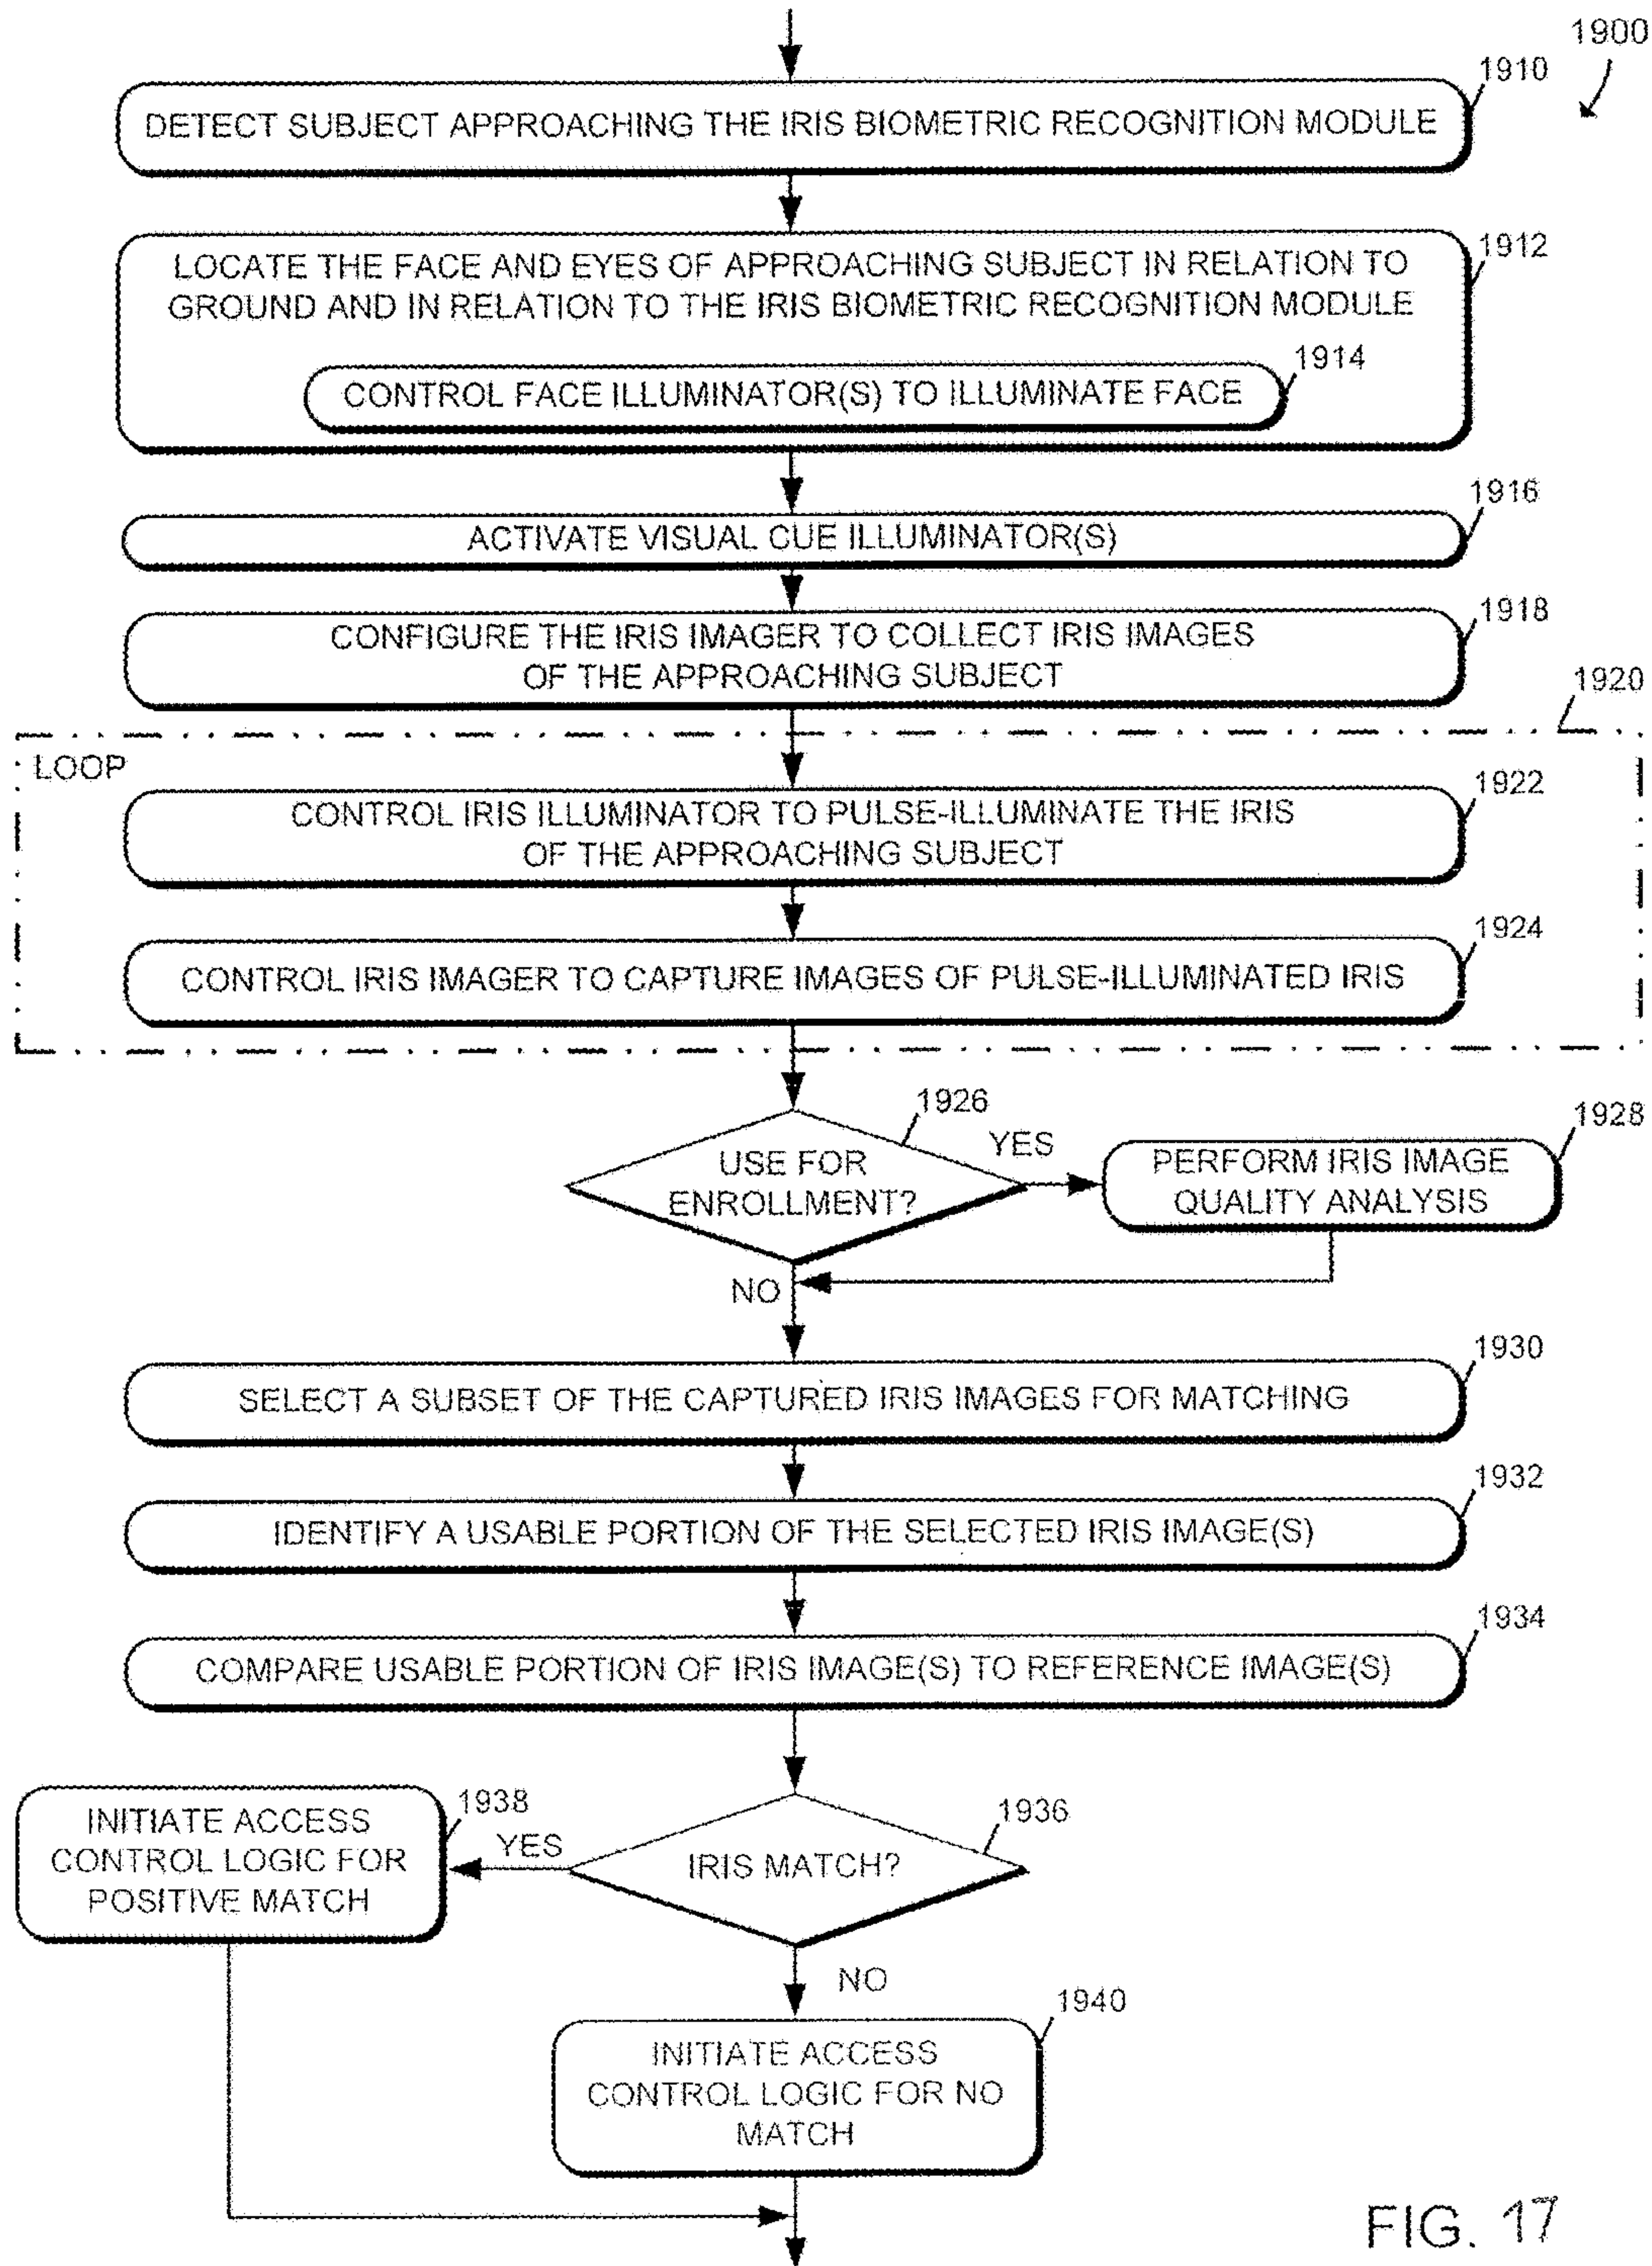 1900
1910
DETECT SUBJECT APPROACHING THE IRIS BIOMETRIC RECOGNITION MODULE
1912
LOCATE THE FACE AND EYES OF APPROACHING SUBJECT IN RELATION TO
GROUND AND IN RELATION TO THE IRIS BIOMETRIC RECOGNITION MODULE
1914
CONTROL FACE ILLUMINATOR(S) TO ILLUMINATE FACE
1916
ACTIVATE VISUAL CUE ILLUMINATOR(S)
1918
CONFIGURE THE IRIS IMAGER TO COLLECT IRIS IMAGES
OF THE APPROACHING SUBJECT
1920
LOOP
1922
CONTROL IRIS ILLUMINATOR TO PULSE-ILLUMINATE THE IRIS
OF THE APPROACHING SUBJECT
1924
CONTROL IRIS IMAGER TO CAPTURE IMAGES OF PULSE-ILLUMINATED IRIS
1926
USE FOR
ENROLLMENT?
YES
1928
PERFORM IRIS IMAGE
QUALITY ANALYSIS
NO
1930
SELECT A SUBSET OF THE CAPTURED IRIS IMAGES FOR MATCHING
1932
IDENTIFY A USABLE PORTION OF THE SELECTED IRIS IMAGE(S)
1934
COMPARE USABLE PORTION OF IRIS IMAGE(S) TO REFERENCE IMAGE(S)
1936
IRIS MATCH?
YES
1938
INITIATE ACCESS
CONTROL LOGIC FOR
POSITIVE MATCH
NO
1940
INITIATE ACCESS
CONTROL LOGIC FOR NO
MATCH
FIG. 17